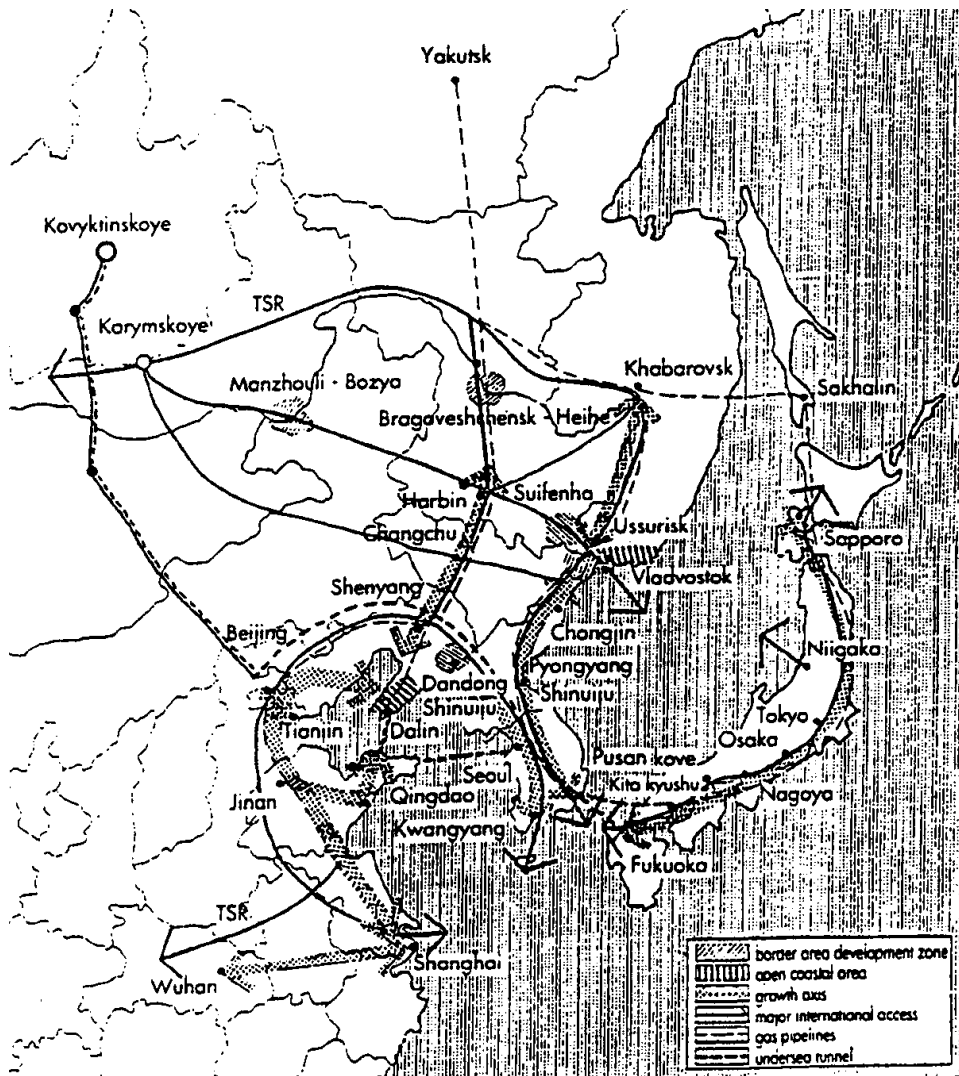 Yakutsk
Kovyktinskoye
TSR
Karymskoye
Khabarovsk
Manzhouli - Bozya
Sakhalin
Bragaveshchensk - Heihe
Harbin
Suifenha
Changchu
Ussurisk
Sapporo
Vladvostok
Shenyang
Chongjin
Beijing
Niigaka
Pyongyang
Dandong
Shinuiju
Shinuiju
Tokyo
Tianjin
Dalin
Osaka
Pusan kove
Seoul
Kita kyushu
Jinan
Qingdao
Nagoya
Kwangyang
Fukuoka
TSR
Shanghai
Wuhan
border area development zone
open coastal area
growth axis
major international access
gas pipelines
undersea tunnel